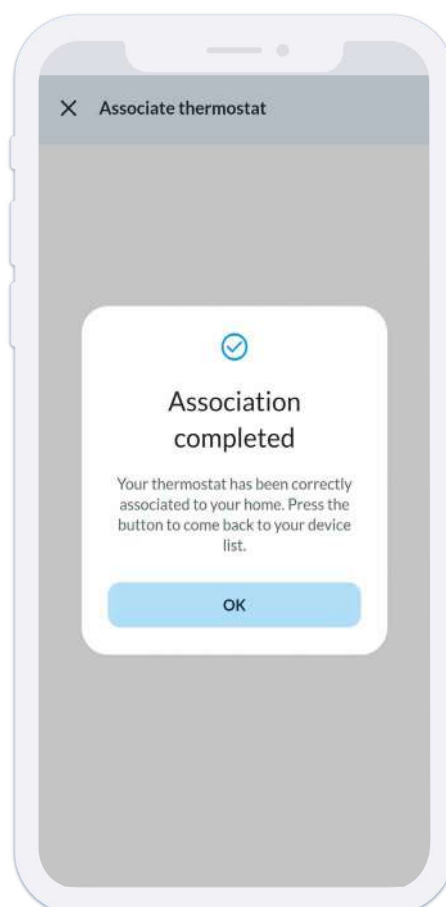 Associate thermostat
Association
completed
Your thermostat has been correctly
associated to your home. Press the
button to come back to your device
list.
OK